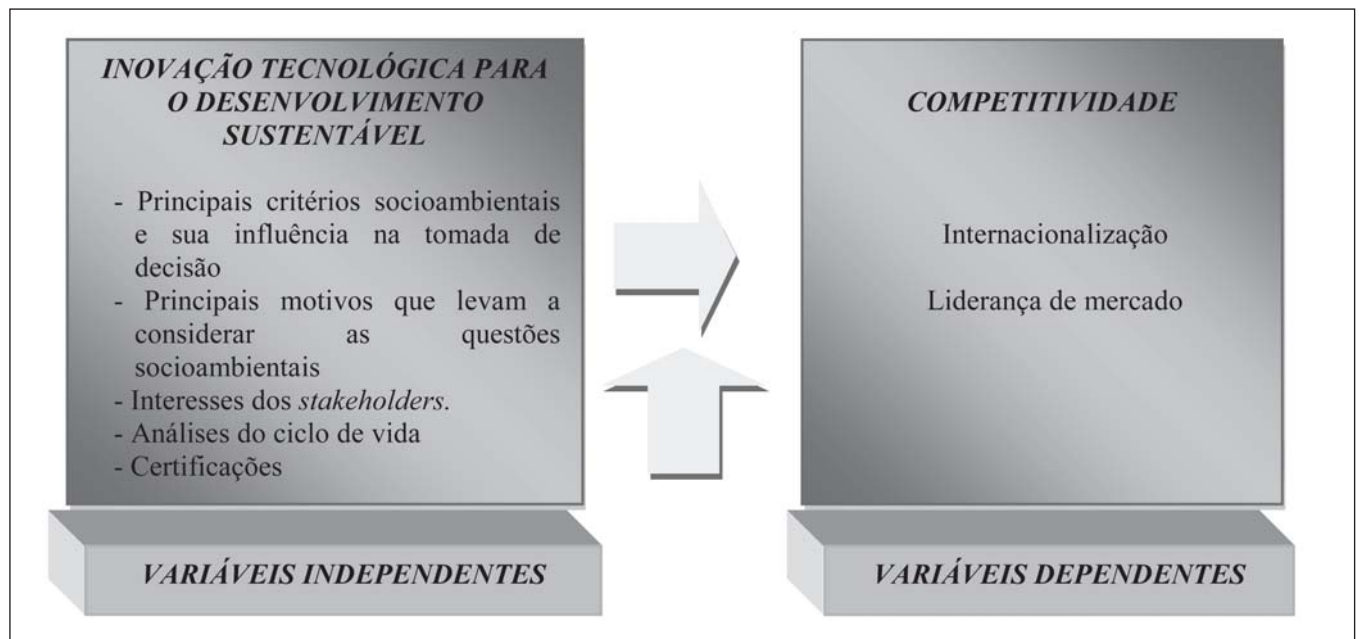 INOVAÇÃO TECNOLÓGICA PARA
O DESENVOLVIMENTO
SUSTENTÁVEL
- Principais critérios socioambientais
e sua influência na tomada de
decisão
- Principais motivos que levam a
considerar as questões
socioambientais
- Interesses dos stakeholders.
- Análises do ciclo de vida
- Certificações
VARIÁVEIS INDEPENDENTES
COMPETITIVIDADE
Internacionalização
Liderança de mercado
VARIÁVEIS DEPENDENTES